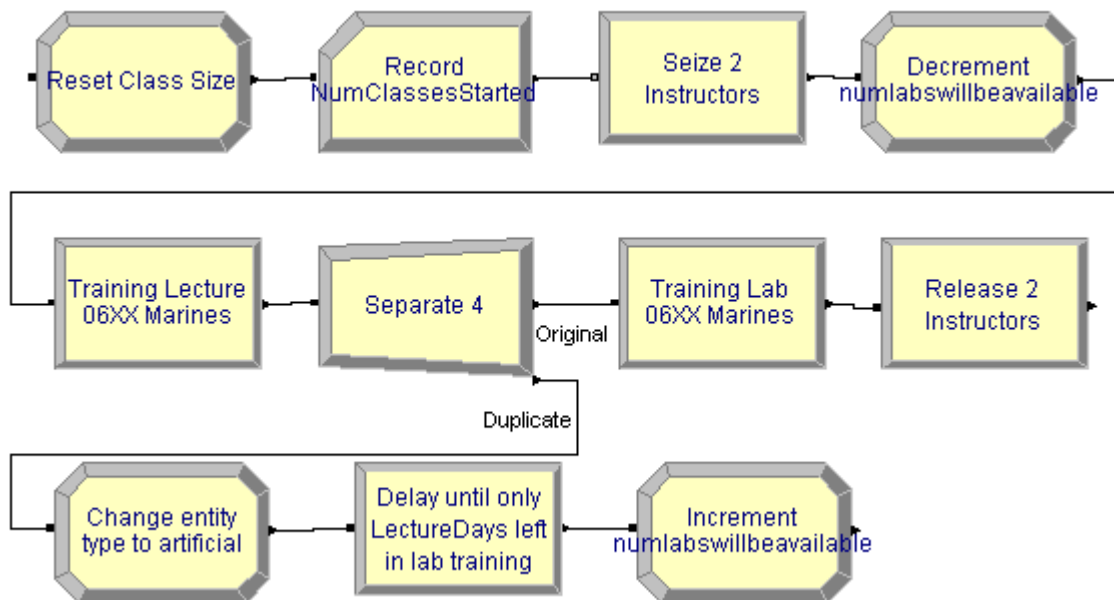 Reset Class Size
Record
NumClassesStarted
Seize 2
Instructors
Decrement
numlabswillbeavailable
Training Lecture
06XX Marines
Separate 4
Original
Duplicate
Training Lab
06XX Marines
Release 2
Instructors
Change entity
type to artificial
Delay until only
LectureDays left
in lab training
Increment
numlabswillbeavailable